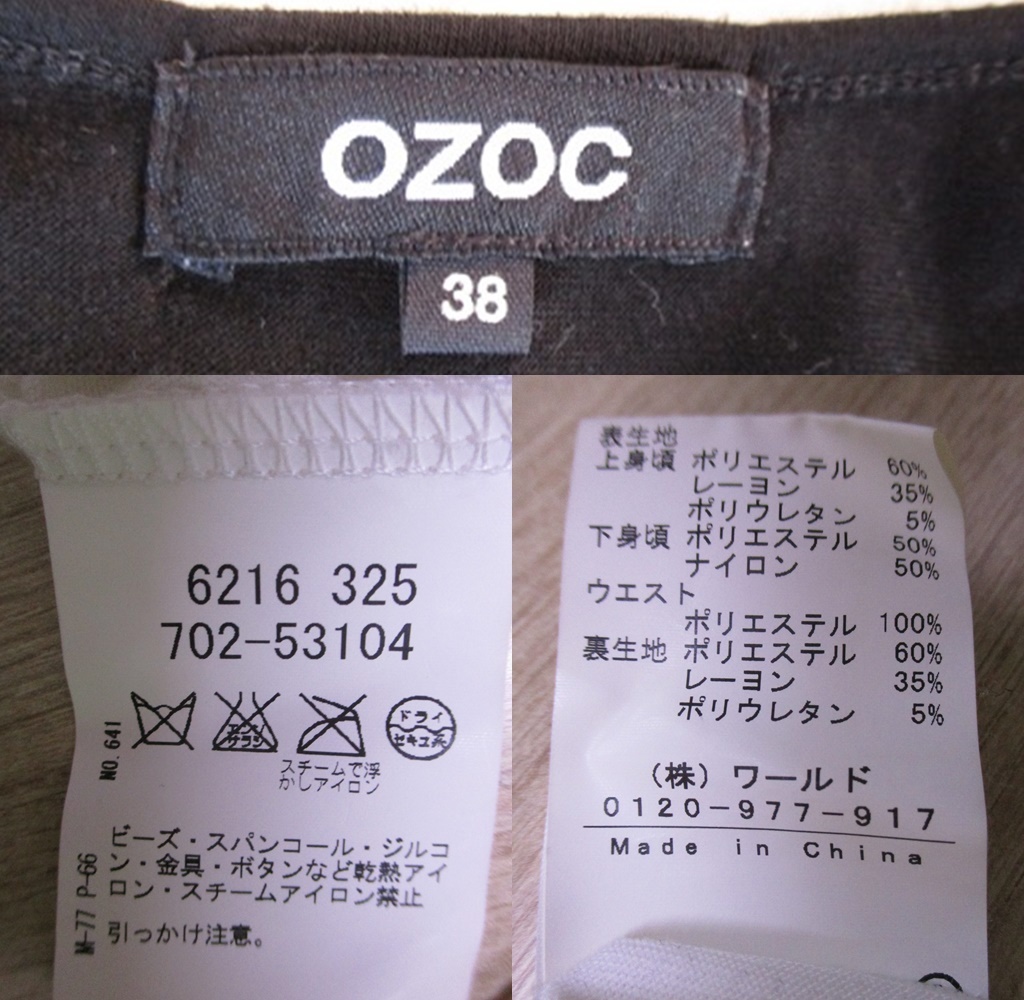 OZOC
38
6216 325
702-53104
エンソ
サラシ
ドライ
セキユ系
NO.641
スチームで浮
かしアイロン
ビーズ・スパンコール・ジルコ
ン・金具・ボタンなど乾熱アイ
ロン・スチームアイロン禁止
引っかけ注意。
M-77 P-66
表生地
上身頃 ポリエステル 60%
レーヨン 35%
ポリウレタン 5%
下身頃 ポリエステル 50%
ナイロン 50%
ウエスト
ポリエステル 100%
裏生地 ポリエステル 60%
レーヨン 35%
ポリウレタン 5%
(株)ワールド
0120-977-917
Made in China